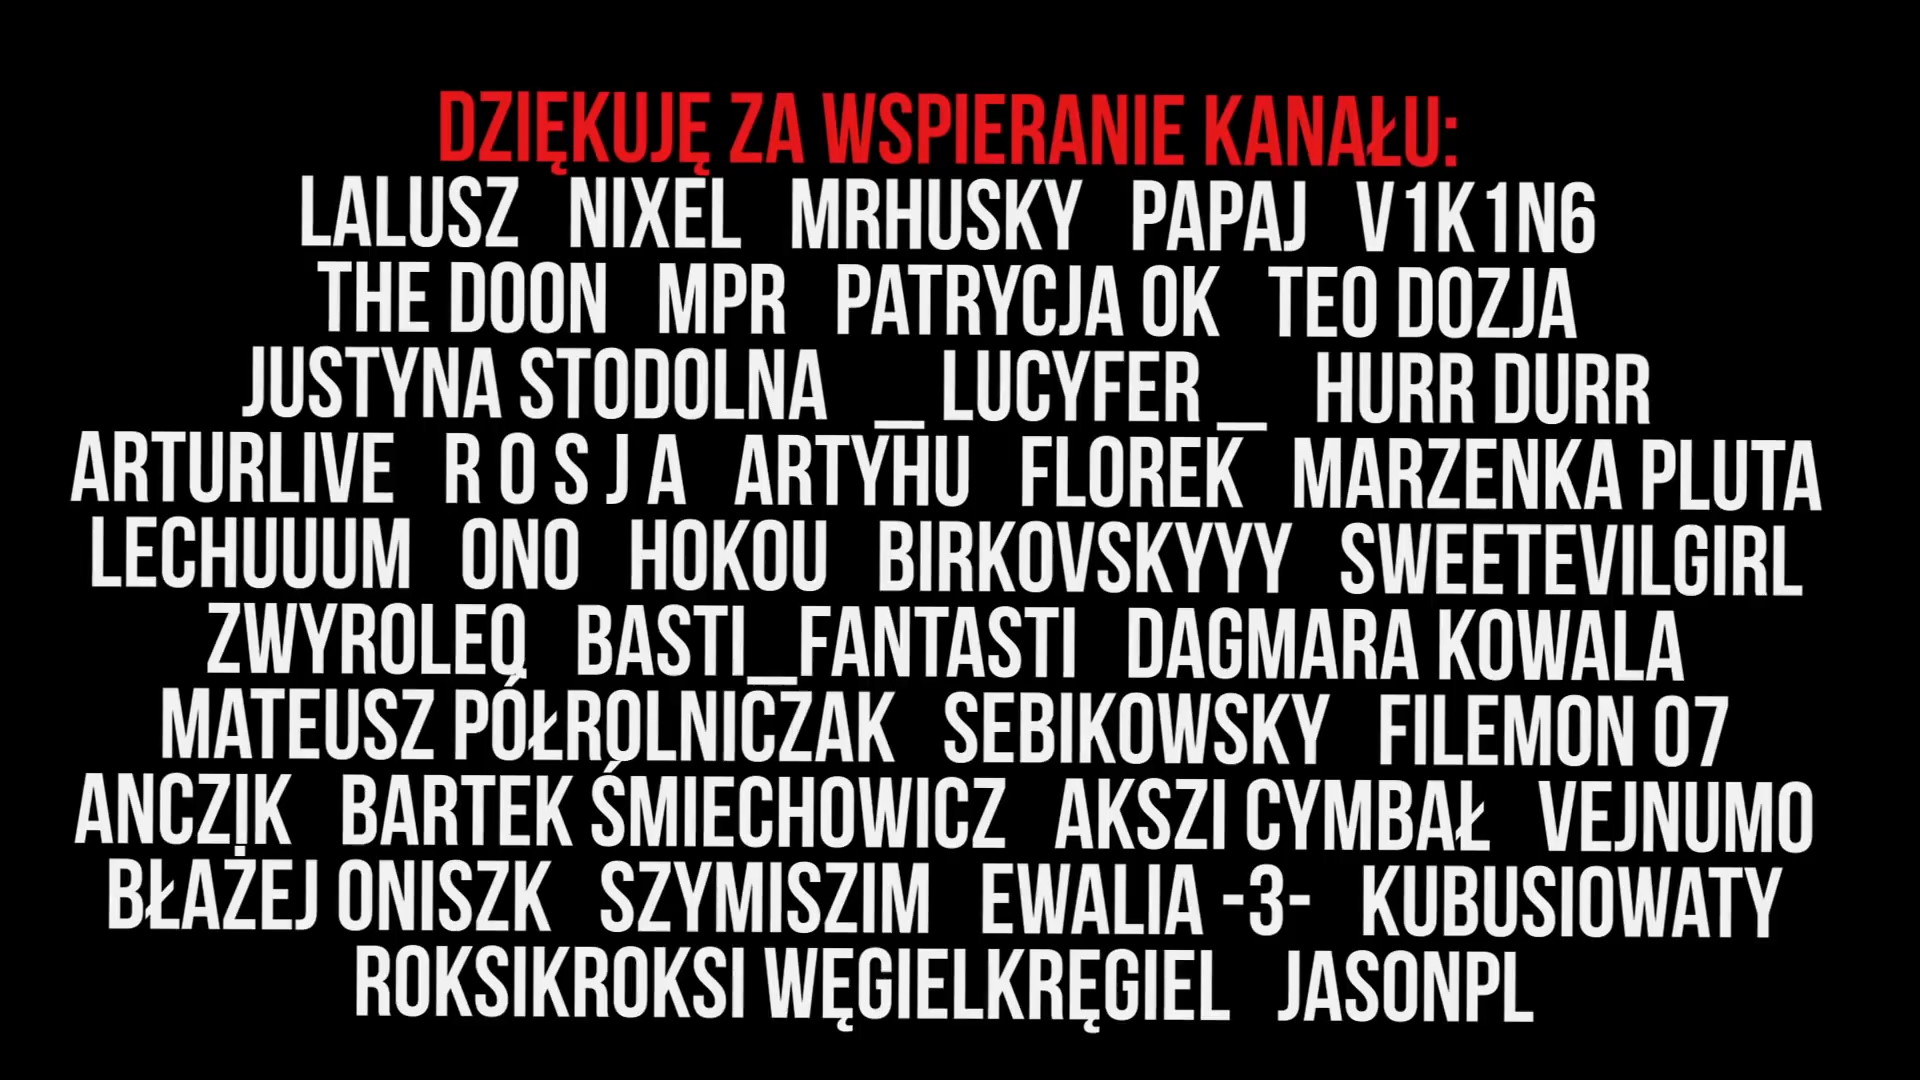 DZIĘKUJĘ ZA WSPIERANIE KANAŁU:
LALUSZ NIXEL MRHUSKY PAPAJ V1K1N6
THE DOON MPR PATRYCJA OK TEO DOZJA
JUSTYNA STODOLNA _ LUCYFER _ HURR DURR
ARTURLIVE R O S J A ARTYHU FLOREK MARZENKA PLUTA
LECHUUUM ONO HOKOU BIRKOVSKYYY SWEETEVILGIRL
ZWYROLEQ BASTI_FANTASTI DAGMARA KOWALA
MATEUSZ PÓŁROLNICZAK SEBIKOWSKY FILEMON 07
ANCZIK BARTEK ŚMIECHOWICZ AKSZI CYMBAŁ VEJNUMO
BŁAŻEJ ONISZK SZYMISZIM EWALIA -3- KUBUSIOWATY
ROKSIKROKSI WĘGIELKRĘGIEL JASONPL